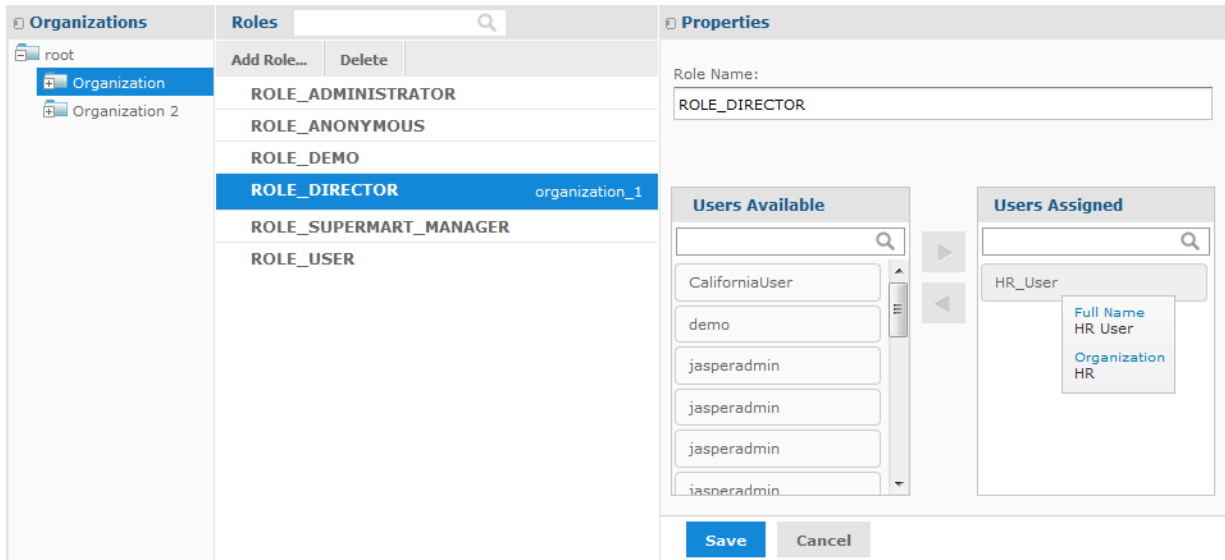 Organizations
root
Organization
Organization 2
Roles
Add Role... Delete
ROLE_ADMINISTRATOR
ROLE_ANONYMOUS
ROLE_DEMO
ROLE_DIRECTOR organization_1
ROLE_SUPERMART_MANAGER
ROLE_USER
Properties
Role Name:
ROLE_DIRECTOR
Users Available
CaliforniaUser
demo
jasperadmin
jasperadmin
jasperadmin
jasperadmin
Users Assigned
HR_User
Full Name
HR User
Organization
HR
Save Cancel